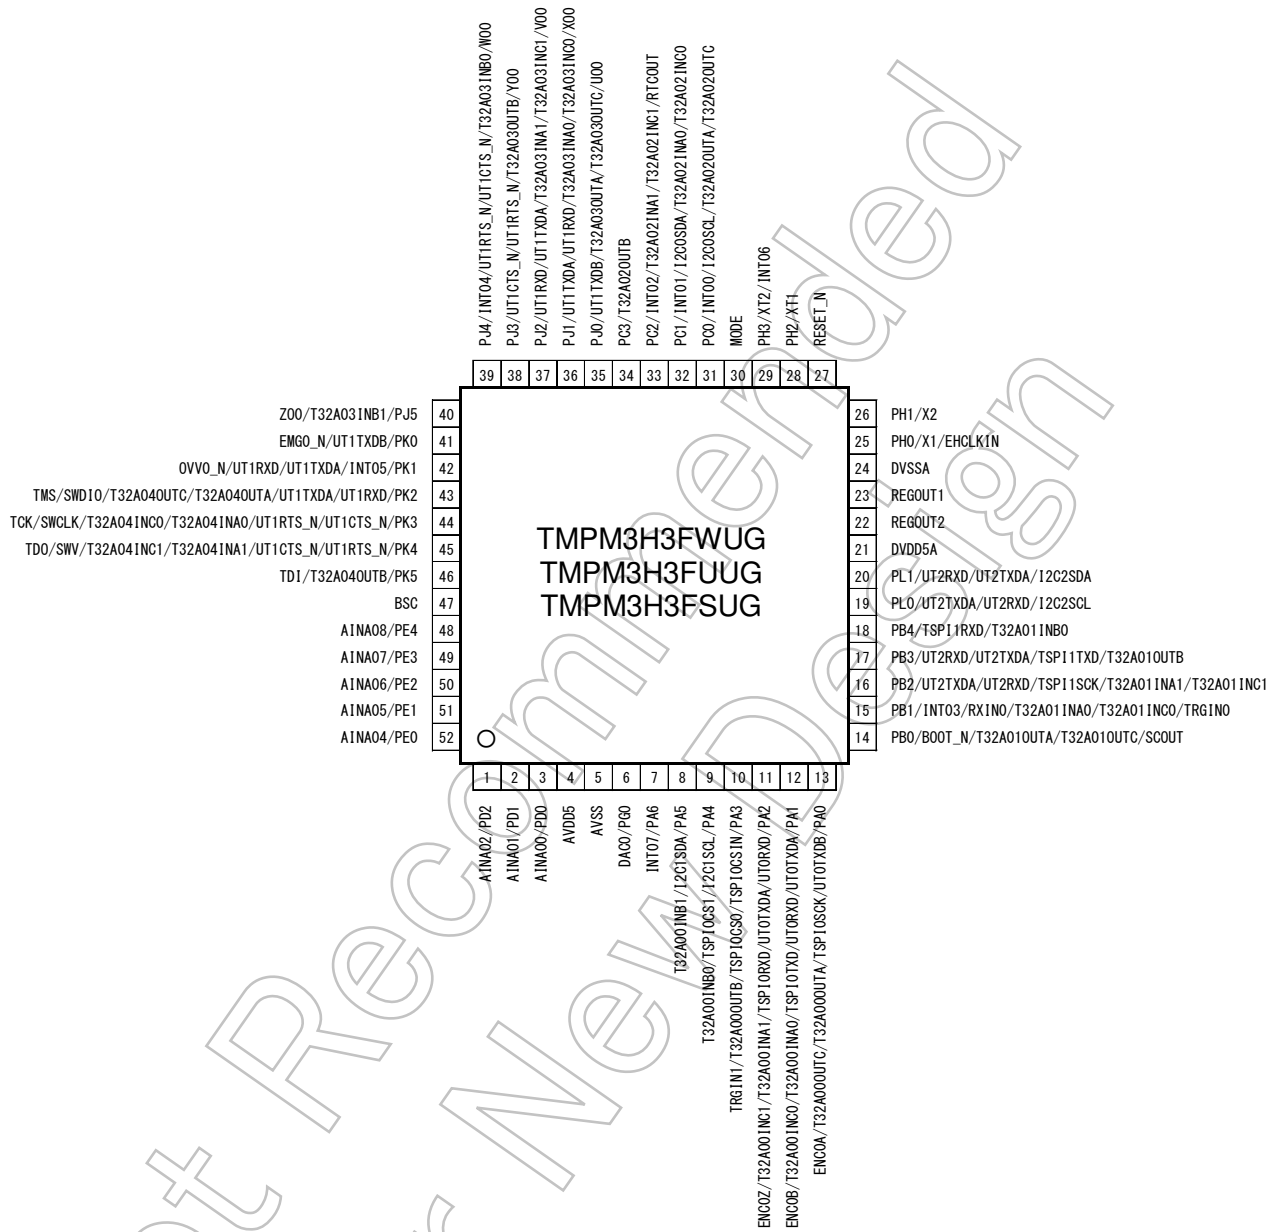 PJ4/INT04/UT1RTS_N/UT1CTS_N/T32A03INB0/WO0
PJ3/UT1CTS_N/UT1RTS_N/T32A03OUTB/YO0
PJ2/UT1RXD/UT1TXDA/T32A03INA1/T32A03INC1/VO0
PJ1/UT1TXDA/UT1RXD/T32A03INA0/T32A03INC0/XO0
PJ0/UT1TXDB/T32A03OUTA/T32A03OUTC/UO0
PC3/T32A02OUTB
PC2/INT02/T32A02INA1/T32A02INC1/RTCOUT
PC1/INT01/I2C0SDA/T32A02INA0/T32A02INC0
PC0/INT00/I2C0SCL/T32A02OUTA/T32A02OUTC
MODE
PH3/XT2/INT06
PH2/XT1
RESET_N
39 38 37 36 35 34 33 32 31 30 29 28 27
ZO0/T32A03INB1/PJ5 40
EMG0_N/UT1TXDB/PK0 41
OVV0_N/UT1RXD/UT1TXDA/INT05/PK1 42
TMS/SWDIO/T32A04OUTC/T32A04OUTA/UT1TXDA/UT1RXD/PK2 43
TCK/SWCLK/T32A04INC0/T32A04INA0/UT1RTS_N/UT1CTS_N/PK3 44
TDO/SWV/T32A04INC1/T32A04INA1/UT1CTS_N/UT1RTS_N/PK4 45
TDI/T32A04OUTB/PK5 46
BSC 47
AINA08/PE4 48
AINA07/PE3 49
AINA06/PE2 50
AINA05/PE1 51
AINA04/PE0 52
TMPM3H3FWUG
TMPM3H3FUUG
TMPM3H3FSUG
26 PH1/X2
25 PH0/X1/EHCLKIN
24 DVSSA
23 REGOUT1
22 REGOUT2
21 DVDD5A
20 PL1/UT2RXD/UT2TXDA/I2C2SDA
19 PL0/UT2TXDA/UT2RXD/I2C2SCL
18 PB4/TSPI1RXD/T32A01INB0
17 PB3/UT2RXD/UT2TXDA/TSPI1TXD/T32A01OUTB
16 PB2/UT2TXDA/UT2RXD/TSPI1SCK/T32A01INA1/T32A01INC1
15 PB1/INT03/RXIN0/T32A01INA0/T32A01INC0/TRGIN0
14 PB0/BOOT_N/T32A01OUTA/T32A01OUTC/SCOUT
1 2 3 4 5 6 7 8 9 10 11 12 13
AINA02/PD2
AINA01/PD1
AINA00/PD0
AVDD5
AVSS
DAC0/PG0
INT07/PA6
T32A00INB1/I2C1SDA/PA5
T32A00INB0/TSPI0CS1/I2C1SCL/PA4
TRGIN1/T32A00OUTB/TSPI0CS0/TSPI0CSIN/PA3
ENC0Z/T32A00INC1/T32A00INA1/TSPI0RXD/UT0TXDA/UT0RXD/PA2
ENC0B/T32A00INC0/T32A00INA0/TSPI0TXD/UT0RXD/UT0TXDA/PA1
ENC0A/T32A00OUTC/T32A00OUTA/TSPI0SCK/UT0TXDB/PA0
ot Recommended
r New Design